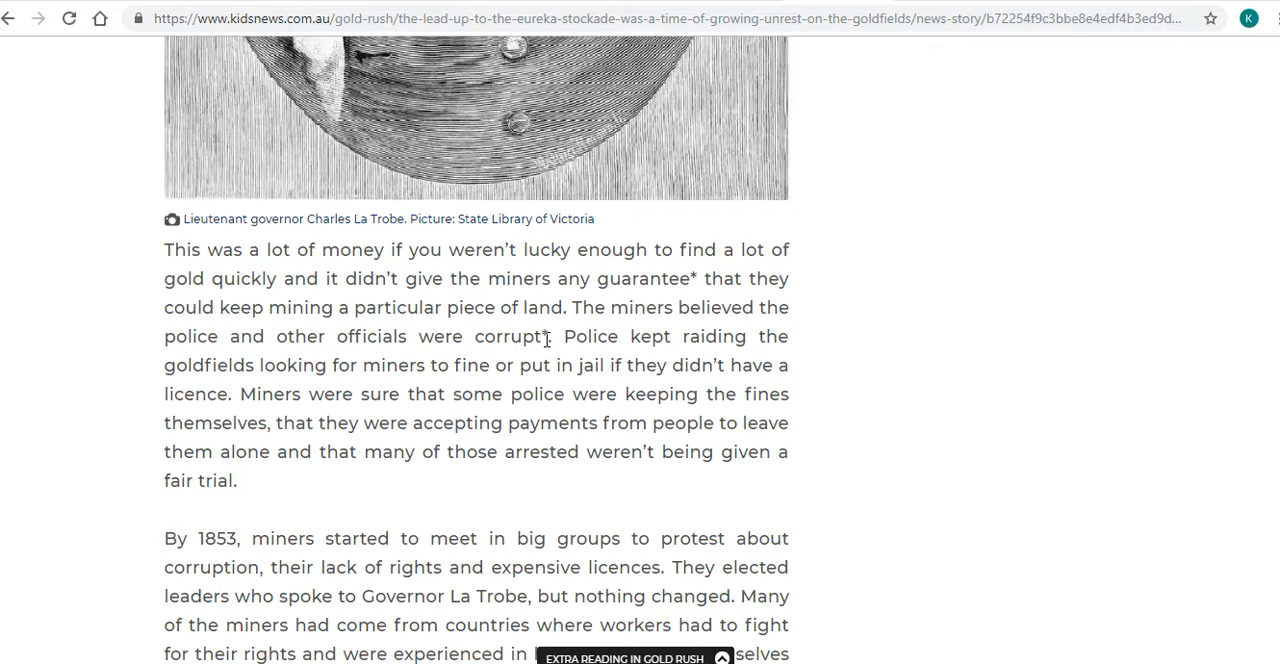 https://www.kidsnews.com.au/gold-rush/the-lead-up-to-the-eureka-stockade-was-a-time-of-growing-unrest-on-the-goldfields/news-story/b72254f9c3bbe8e4edf4b3ed9d...
K
Lieutenant governor Charles La Trobe. Picture: State Library of Victoria
This was a lot of money if you weren’t lucky enough to find a lot of
gold quickly and it didn’t give the miners any guarantee* that they
could keep mining a particular piece of land. The miners believed the
police and other officials were corrupt*. Police kept raiding the
goldfields looking for miners to fine or put in jail if they didn’t have a
licence. Miners were sure that some police were keeping the fines
themselves, that they were accepting payments from people to leave
them alone and that many of those arrested weren’t being given a
fair trial.
By 1853, miners started to meet in big groups to protest about
corruption, their lack of rights and expensive licences. They elected
leaders who spoke to Governor La Trobe, but nothing changed. Many
of the miners had come from countries where workers had to fight
for their rights and were experienced in
selves
EXTRA READING IN GOLD RUSH